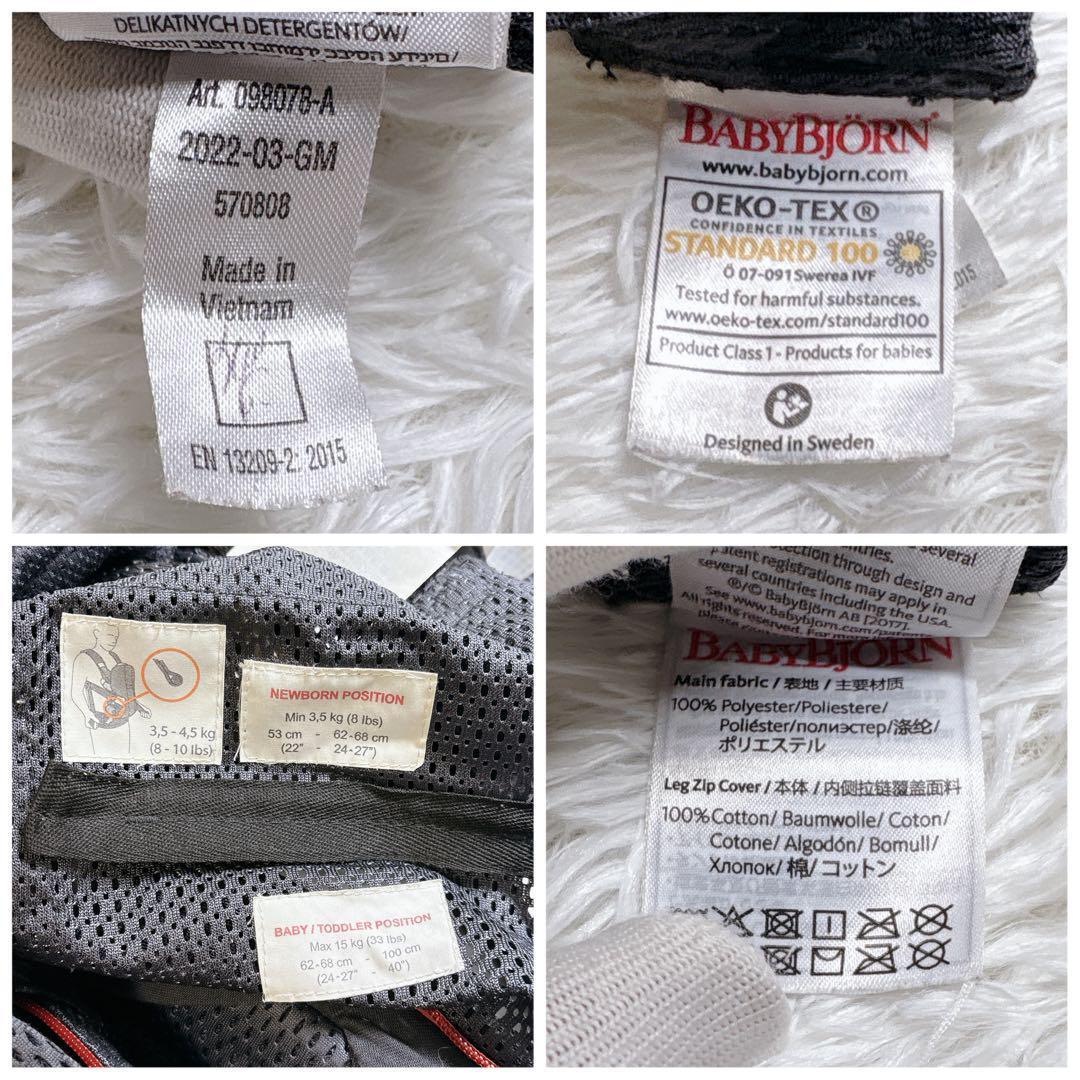 DELIKATNYCH DETERGENTÓW/
Art. 098078-A
2022-03-GM
570808
Made in
Vietnam
EN 13209-2: 2015
BABYBJÖRN®
www.babybjorn.com
OEKO-TEX®
CONFIDENCE IN TEXTILES
STANDARD 100
Ö 07-091 Swerea IVF
Tested for harmful substances.
www.oeko-tex.com/standard100
Product Class 1 - Products for babies
Designed in Sweden
2015
3,5 - 4,5 kg
(8 - 10 lbs)
NEWBORN POSITION
Min 3,5 kg (8 lbs)
53 cm - 62-68 cm
(22" - 24-27")
BABY / TODDLER POSITION
Max 15 kg (33 lbs)
62-68 cm - 100 cm
(24-27" - 40")
several
protection through design and
patent registrations may apply in
several countries including the USA.
®/© BabyBjörn AB [2017].
See www.babybjorn.com/
All rights reserved. For
BABYBJÖRN
Main fabric / 表地 / 主要材质
100% Polyester/Poliestere/
Poliéster/полиэстер/涤纶/
ポリエステル
Leg Zip Cover / 本体 / 内侧拉链覆盖面料
100%Cotton/ Baumwolle/ Coton/
Cotone/ Algodón/ Bomull/
Хлопок/ 棉/ コットン